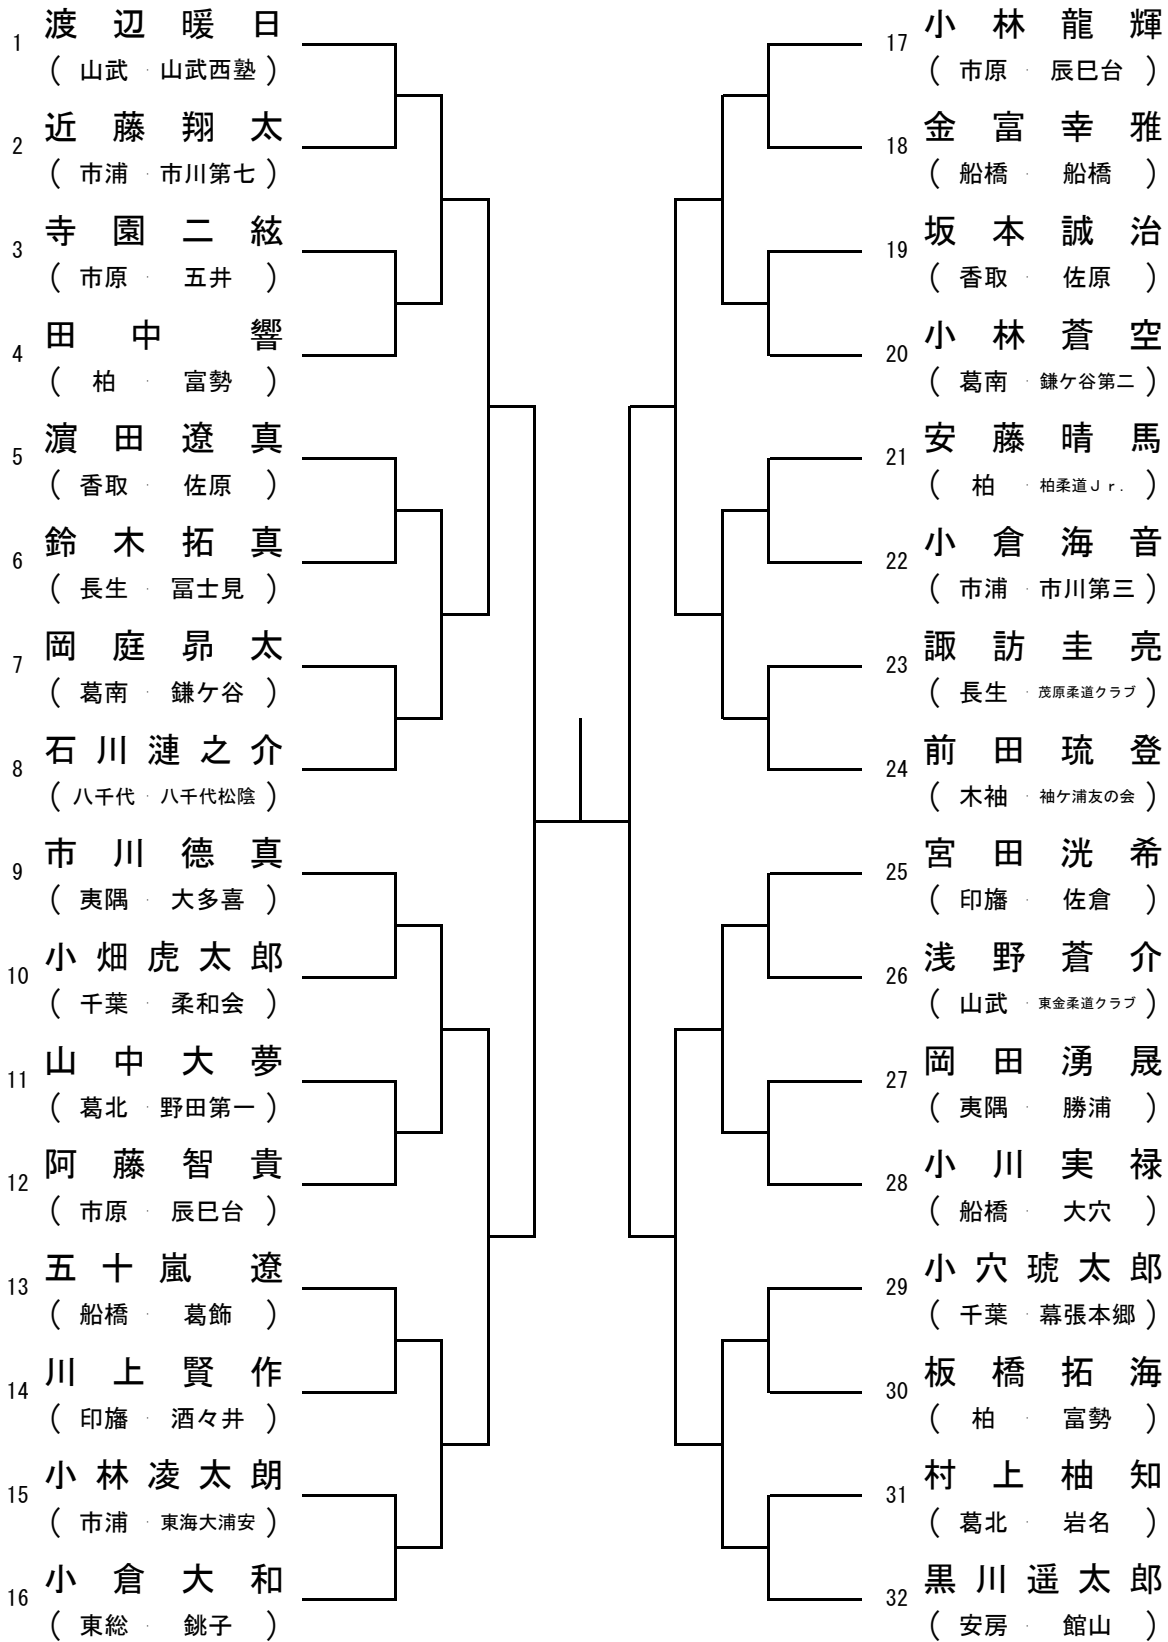 1 渡辺暖日
( 山武 · 山武西塾 )
2 近藤翔太
( 市浦 · 市川第七 )
3 寺園二絃
( 市原 · 五井 )
4 田中響
( 柏 · 富勢 )
5 濵田遼真
( 香取 · 佐原 )
6 鈴木拓真
( 長生 · 冨士見 )
7 岡庭昴太
( 葛南 · 鎌ケ谷 )
8 石川漣之介
( 八千代 · 八千代松陰 )
9 市川德真
( 夷隅 · 大多喜 )
10 小畑虎太郎
( 千葉 · 柔和会 )
11 山中大夢
( 葛北 · 野田第一 )
12 阿藤智貴
( 市原 · 辰巳台 )
13 五十嵐遼
( 船橋 · 葛飾 )
14 川上賢作
( 印旛 · 酒々井 )
15 小林凌太朗
( 市浦 · 東海大浦安 )
16 小倉大和
( 東総 · 銚子 )
17 小林龍輝
( 市原 · 辰巳台 )
18 金富幸雅
( 船橋 · 船橋 )
19 坂本誠治
( 香取 · 佐原 )
20 小林蒼空
( 葛南 · 鎌ケ谷第二 )
21 安藤晴馬
( 柏 · 柏柔道Ｊｒ. )
22 小倉海音
( 市浦 · 市川第三 )
23 諏訪圭亮
( 長生 · 茂原柔道クラブ )
24 前田琉登
( 木袖 · 袖ケ浦友の会 )
25 宮田洸希
( 印旛 · 佐倉 )
26 浅野蒼介
( 山武 · 東金柔道クラブ )
27 岡田湧晟
( 夷隅 · 勝浦 )
28 小川実禄
( 船橋 · 大穴 )
29 小穴琥太郎
( 千葉 · 幕張本郷 )
30 板橋拓海
( 柏 · 富勢 )
31 村上柚知
( 葛北 · 岩名 )
32 黒川遥太郎
( 安房 · 館山 )